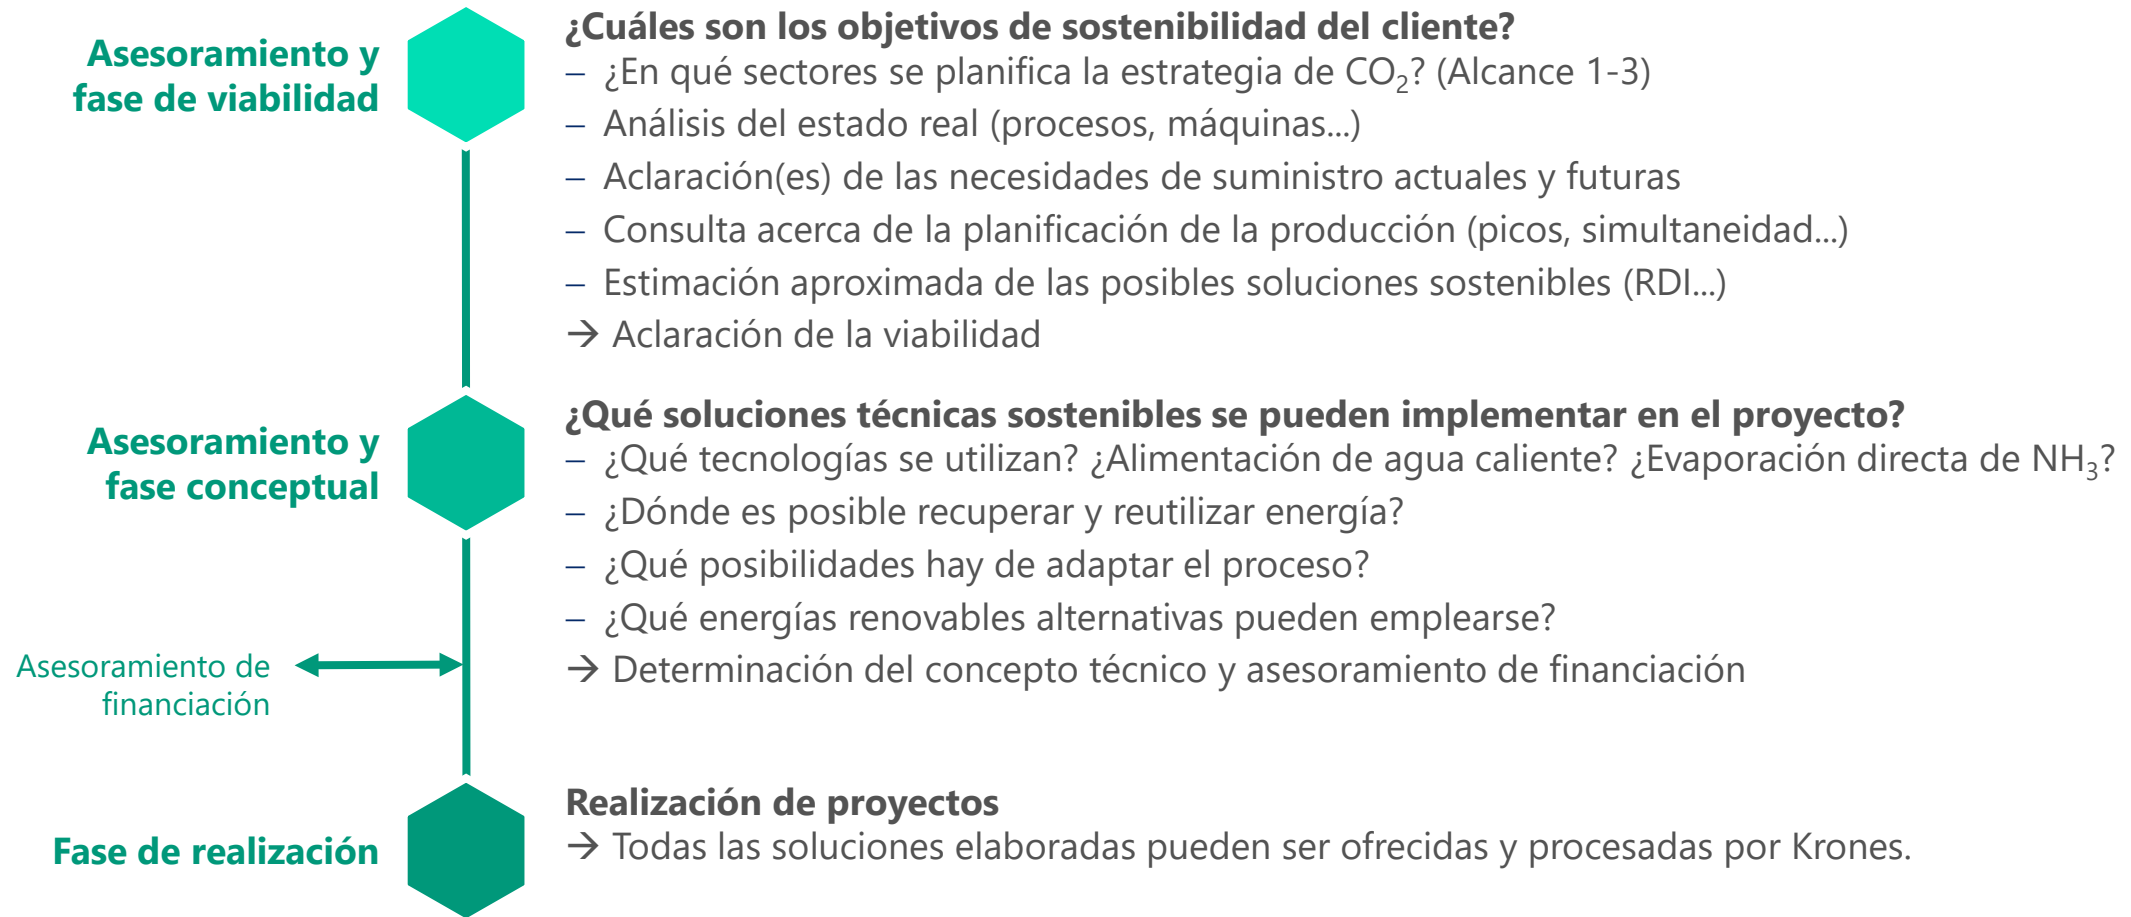 Asesoramiento y
fase de viabilidad
¿Cuáles son los objetivos de sostenibilidad del cliente?
– ¿En qué sectores se planifica la estrategia de CO₂? (Alcance 1-3)
– Análisis del estado real (procesos, máquinas...)
– Aclaración(es) de las necesidades de suministro actuales y futuras
– Consulta acerca de la planificación de la producción (picos, simultaneidad...)
– Estimación aproximada de las posibles soluciones sostenibles (RDI...)
→ Aclaración de la viabilidad
Asesoramiento y
fase conceptual
¿Qué soluciones técnicas sostenibles se pueden implementar en el proyecto?
– ¿Qué tecnologías se utilizan? ¿Alimentación de agua caliente? ¿Evaporación directa de NH₃?
– ¿Dónde es posible recuperar y reutilizar energía?
– ¿Qué posibilidades hay de adaptar el proceso?
– ¿Qué energías renovables alternativas pueden emplearse?
→ Determinación del concepto técnico y asesoramiento de financiación
Asesoramiento de
financiación
Fase de realización
Realización de proyectos
→ Todas las soluciones elaboradas pueden ser ofrecidas y procesadas por Krones.